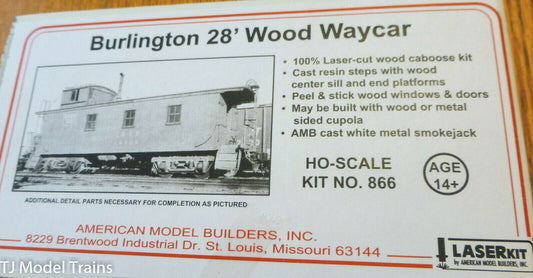 Burlington 28' Wood Waycar
• 100% Laser-cut wood caboose kit
• Cast resin steps with wood
center sill and end platforms
• Peel & stick wood windows & doors
• May be built with wood or metal
sided cupola
• AMB cast white metal smokejack
HO-SCALE
KIT NO. 866
AGE
14+
ADDITIONAL DETAIL PARTS NECESSARY FOR COMPLETION AS PICTURED
AMERICAN MODEL BUILDERS, INC.
8229 Brentwood Industrial Dr. St. Louis, Missouri 63144
LASERKIT
by AMERICAN MODEL BUILDERS, INC.
TJ Model Trains